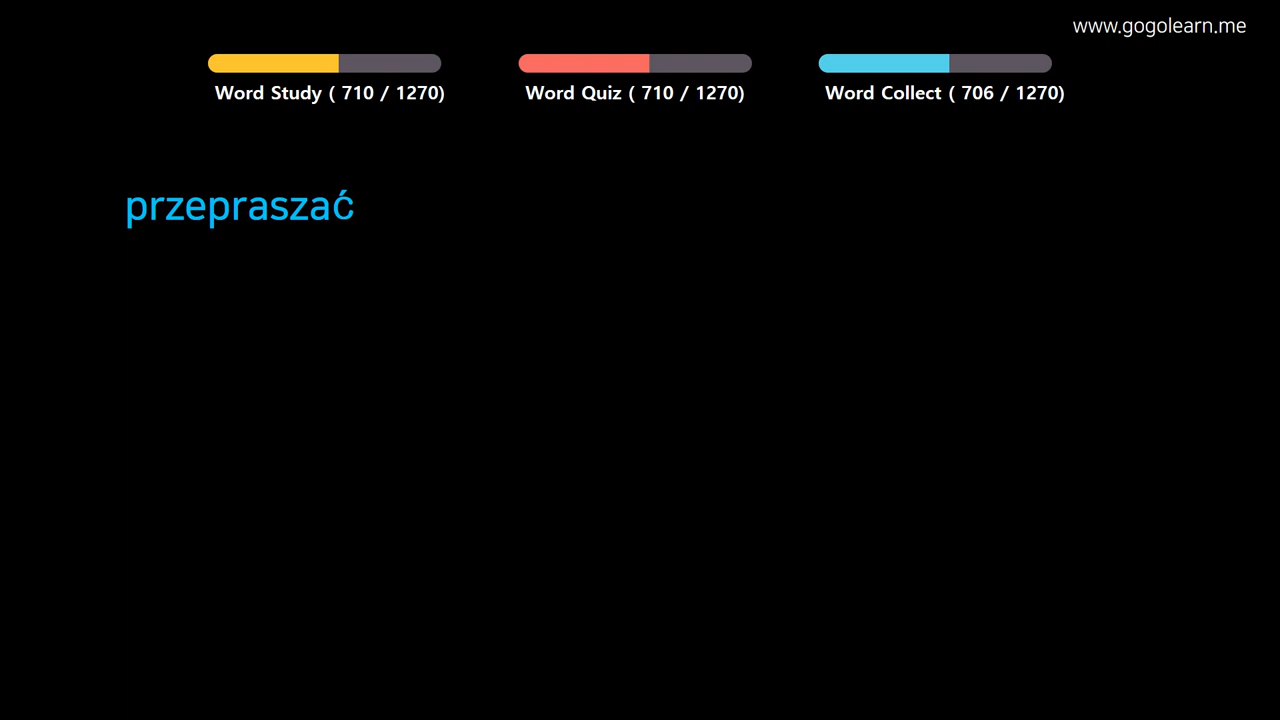 www.gogolearn.me
Word Study ( 710 / 1270)
Word Quiz ( 710 / 1270)
Word Collect ( 706 / 1270)
przepraszać